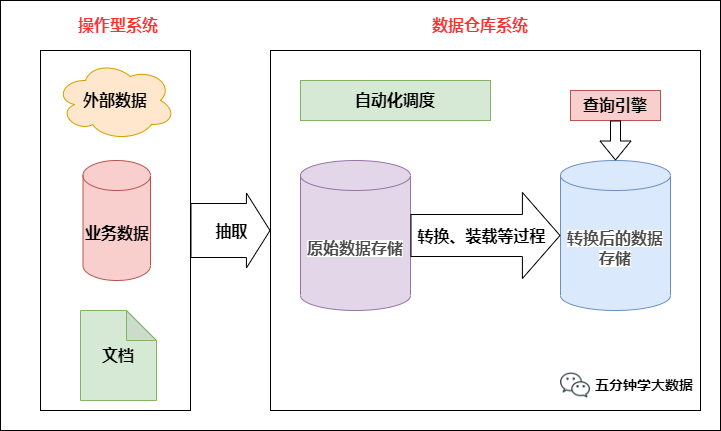 操作型系统
数据仓库系统
外部数据
业务数据
文档
抽取
自动化调度
查询引擎
原始数据存储
转换、装载等过程
转换后的数据
存储
五分钟学大数据